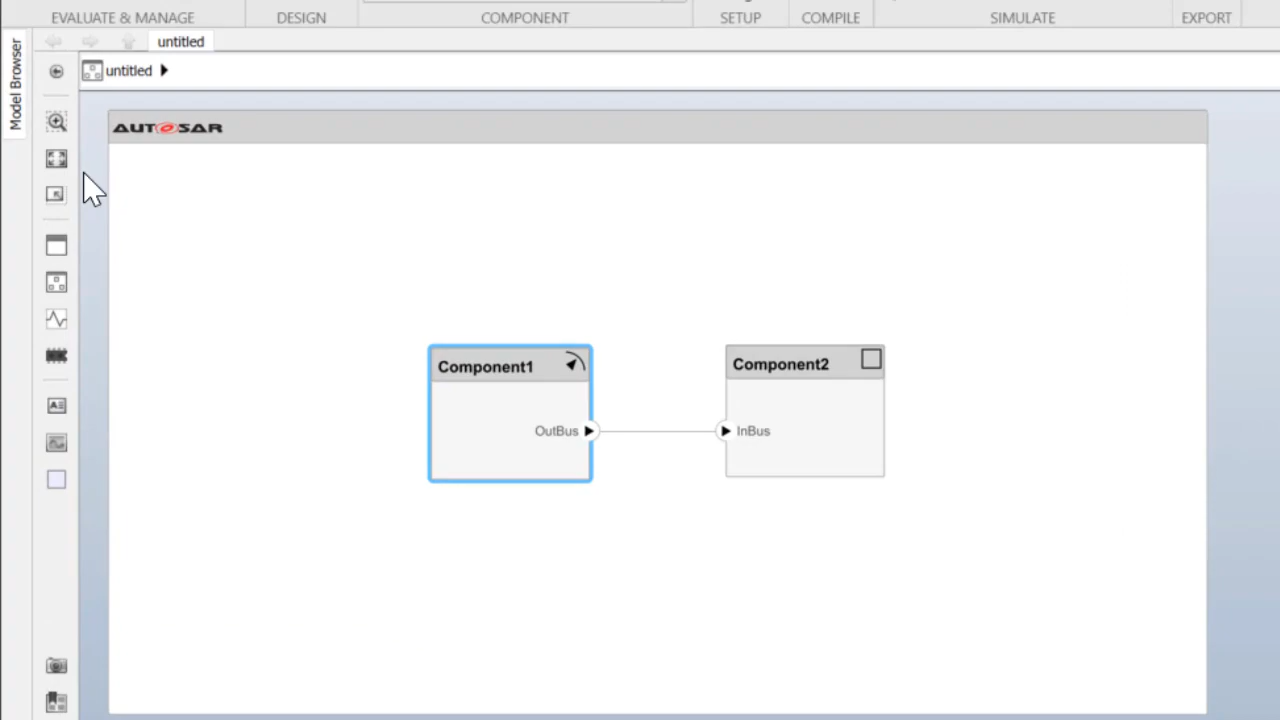 EVALUATE & MANAGE
DESIGN
COMPONENT
SETUP
COMPILE
SIMULATE
EXPORT
Model Browser
untitled
untitled
AUTOSAR
Component1
Component2
OutBus
InBus